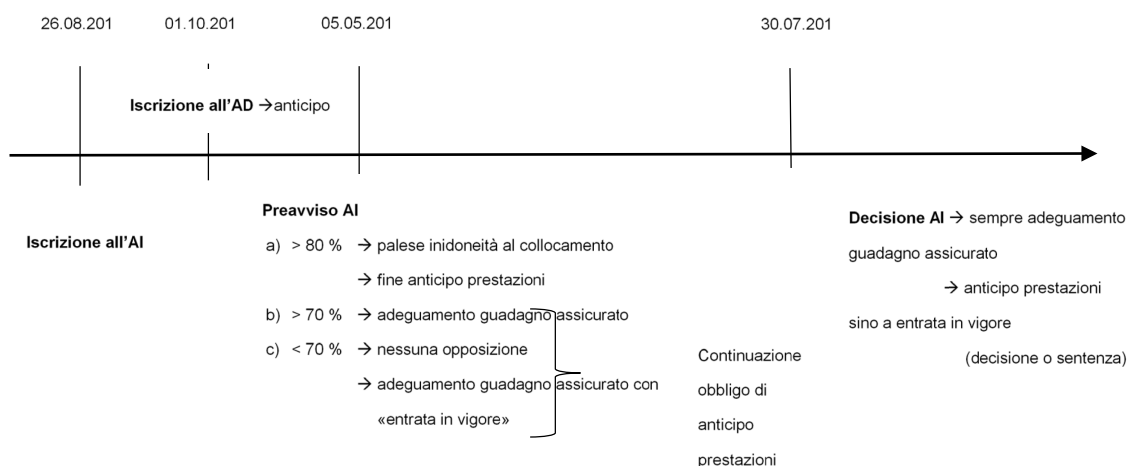 26.08.201 01.10.201 05.05.201 30.07.201
Iscrizione all'AD → anticipo
Iscrizione all'AI
Preavviso AI
a) > 80 % → palese inidoneità al collocamento
→ fine anticipo prestazioni
b) > 70 % → adeguamento guadagno assicurato
c) < 70 % → nessuna opposizione
→ adeguamento guadagno assicurato con
«entrata in vigore»
Continuazione
obbligo di
anticipo
prestazioni
Decisione AI → sempre adeguamento
guadagno assicurato
→ anticipo prestazioni
sino a entrata in vigore
(decisione o sentenza)